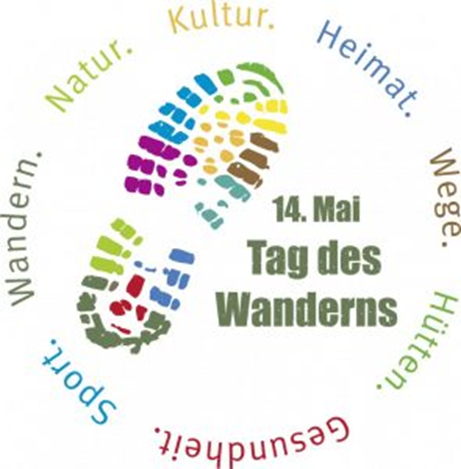 Wandern.
Natur.
Kultur.
Heimat.
Wege.
Hütten.
Gesundheit.
Sport.
14. Mai
Tag des
Wanderns